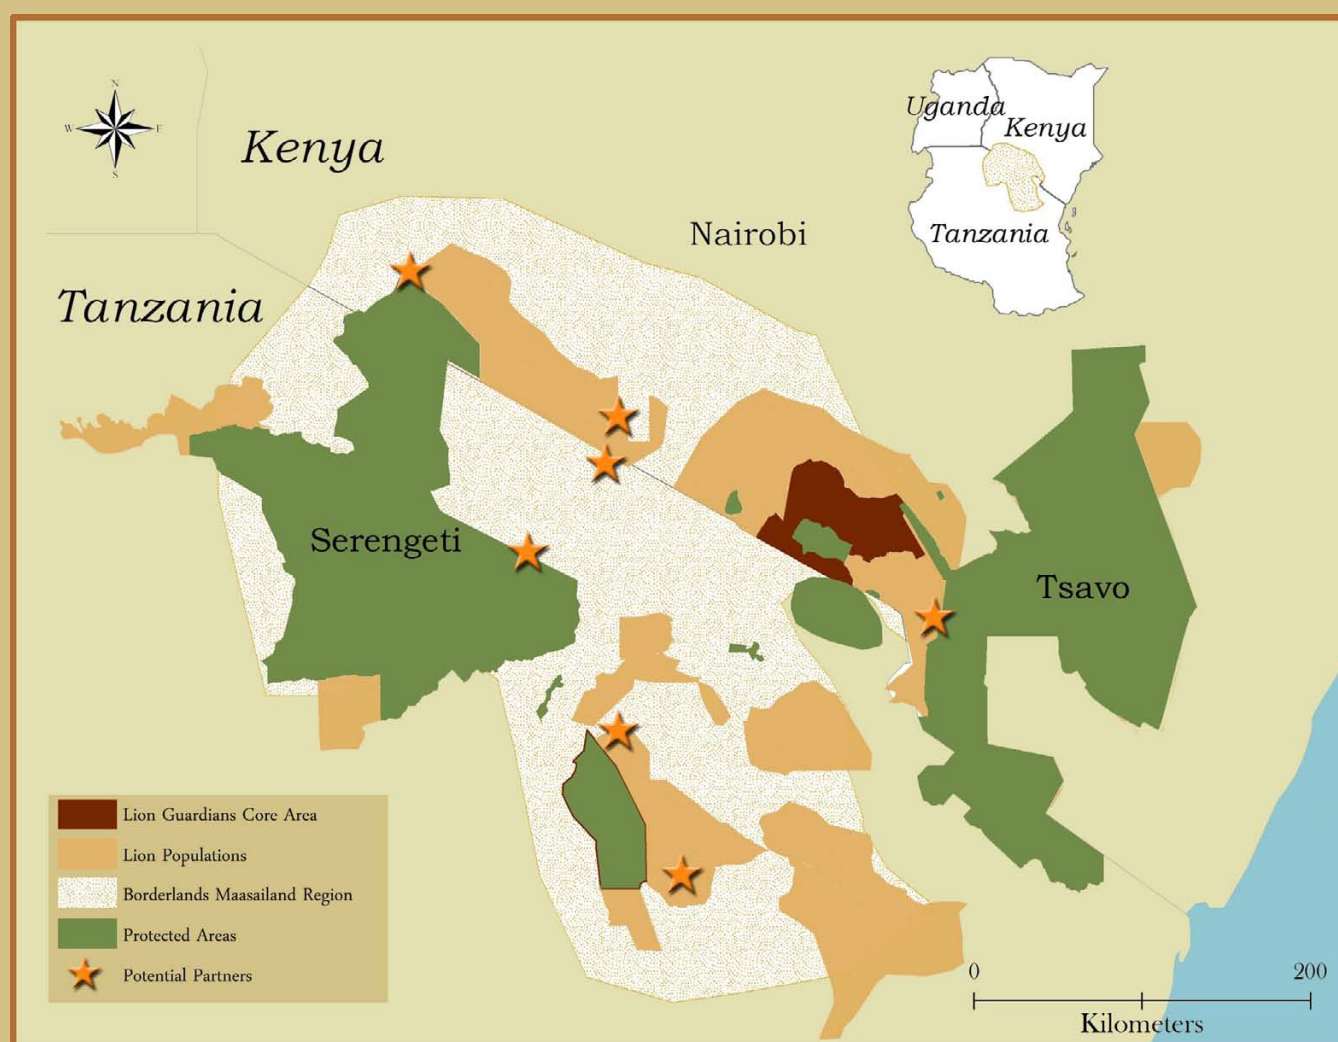 N
W
E
S
Kenya
Nairobi
Uganda
Kenya
Tanzania
Tanzania
Serengeti
Tsavo
Lion Guardians Core Area
Lion Populations
Borderlands Maasailand Region
Protected Areas
Potential Partners
0
200
Kilometers